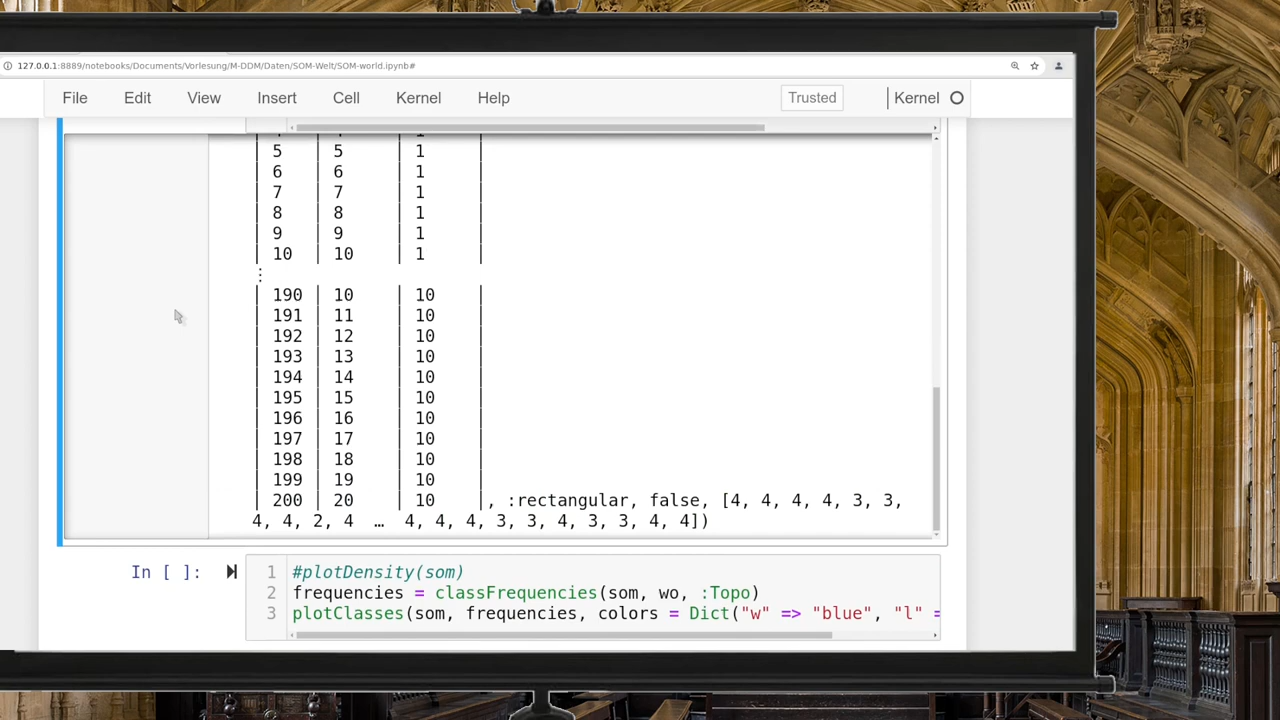 127.0.0.1:8889/notebooks/Documents/Vorlesung/M-DDM/Daten/SOM-Welt/SOM-world.ipynb#
File Edit View Insert Cell Kernel Help Trusted | Kernel
| 5 | 5 | 1 |
| 6 | 6 | 1 |
| 7 | 7 | 1 |
| 8 | 8 | 1 |
| 9 | 9 | 1 |
| 10 | 10 | 1 |
⋮
| 190 | 10 | 10 |
| 191 | 11 | 10 |
| 192 | 12 | 10 |
| 193 | 13 | 10 |
| 194 | 14 | 10 |
| 195 | 15 | 10 |
| 196 | 16 | 10 |
| 197 | 17 | 10 |
| 198 | 18 | 10 |
| 199 | 19 | 10 |
| 200 | 20 | 10 |, :rectangular, false, [4, 4, 4, 4, 3, 3,
4, 4, 2, 4 … 4, 4, 4, 3, 3, 4, 3, 3, 4, 4])
In [ ]: 1 #plotDensity(som)
2 frequencies = classFrequencies(som, wo, :Topo)
3 plotClasses(som, frequencies, colors = Dict("w" => "blue", "l" =